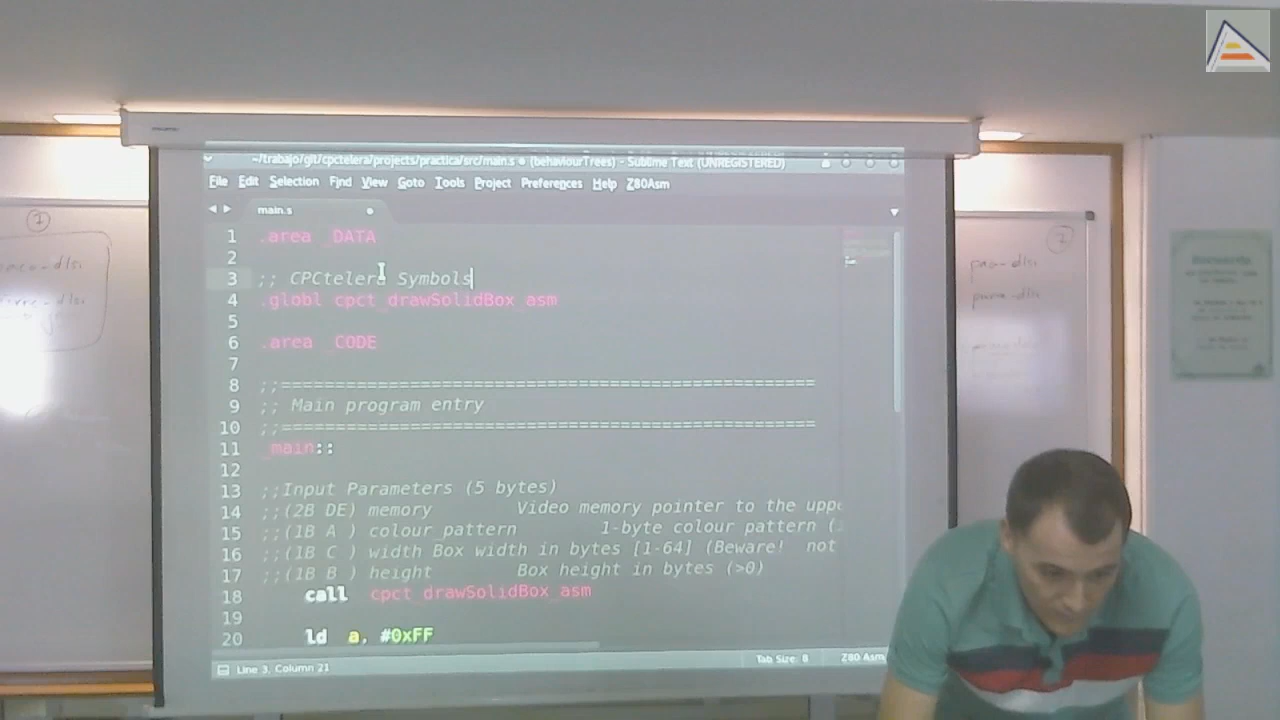 ~/trabajo/git/cpctelera/projects/practica/src/main.s • (behaviourTrees) - Sublime Text (UNREGISTERED)
File Edit Selection Find View Goto Tools Project Preferences Help Z80Asm
main.s
1 .area _DATA
2
3 ;; CPCtelera Symbols
4 .globl cpct_drawSolidBox_asm
5
6 .area _CODE
7
8 ;;==================================================
9 ;; Main program entry
10 ;;==================================================
11 _main::
12
13 ;;Input Parameters (5 bytes)
14 ;;(2B DE) memory Video memory pointer to the upp
15 ;;(1B A ) colour_pattern 1-byte colour pattern (
16 ;;(1B C ) width Box width in bytes [1-64] (Beware! not
17 ;;(1B B ) height Box height in bytes (>0)
18 call cpct_drawSolidBox_asm
19
20 ld a, #0xFF
Line 3, Column 21 Tab Size: 8 Z80 Asm